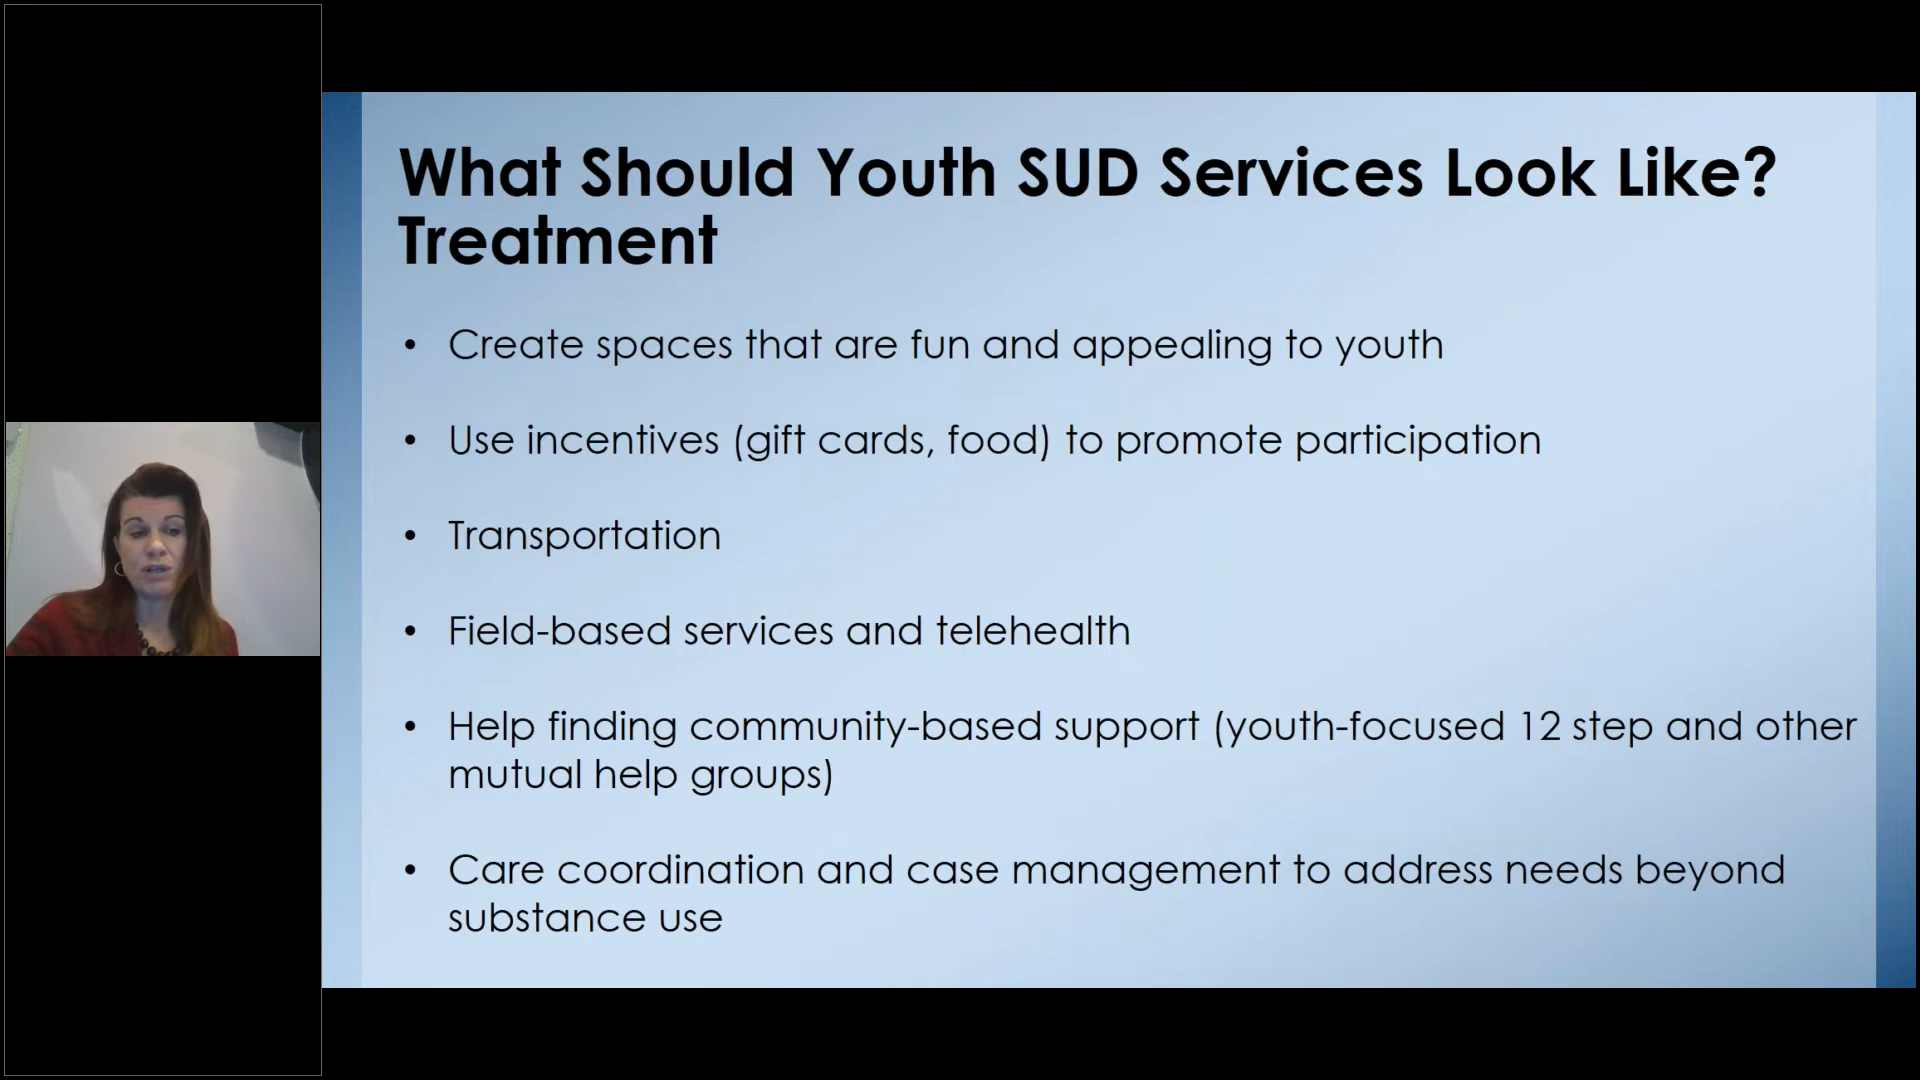 What Should Youth SUD Services Look Like?
Treatment
• Create spaces that are fun and appealing to youth
• Use incentives (gift cards, food) to promote participation
• Transportation
• Field-based services and telehealth
• Help finding community-based support (youth-focused 12 step and other
mutual help groups)
• Care coordination and case management to address needs beyond
substance use